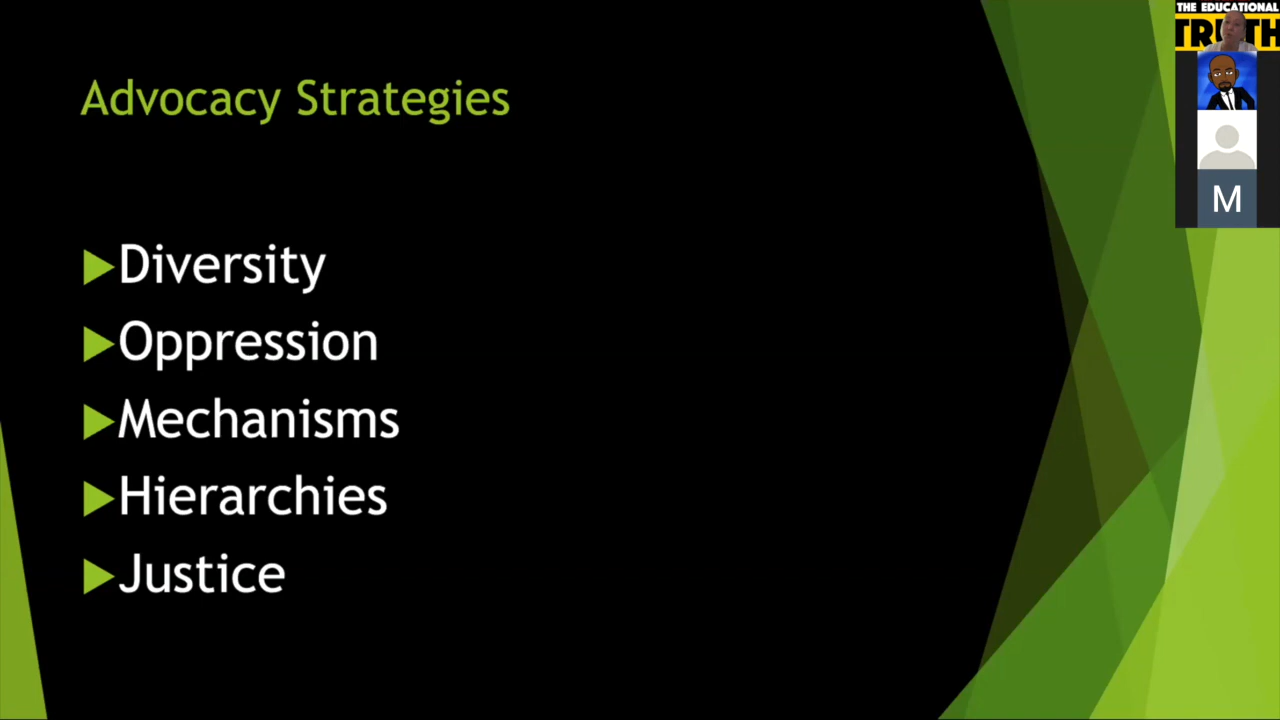 THE EDUCATIONAL
TRUTH
Advocacy Strategies
Diversity
Oppression
Mechanisms
Hierarchies
Justice
M